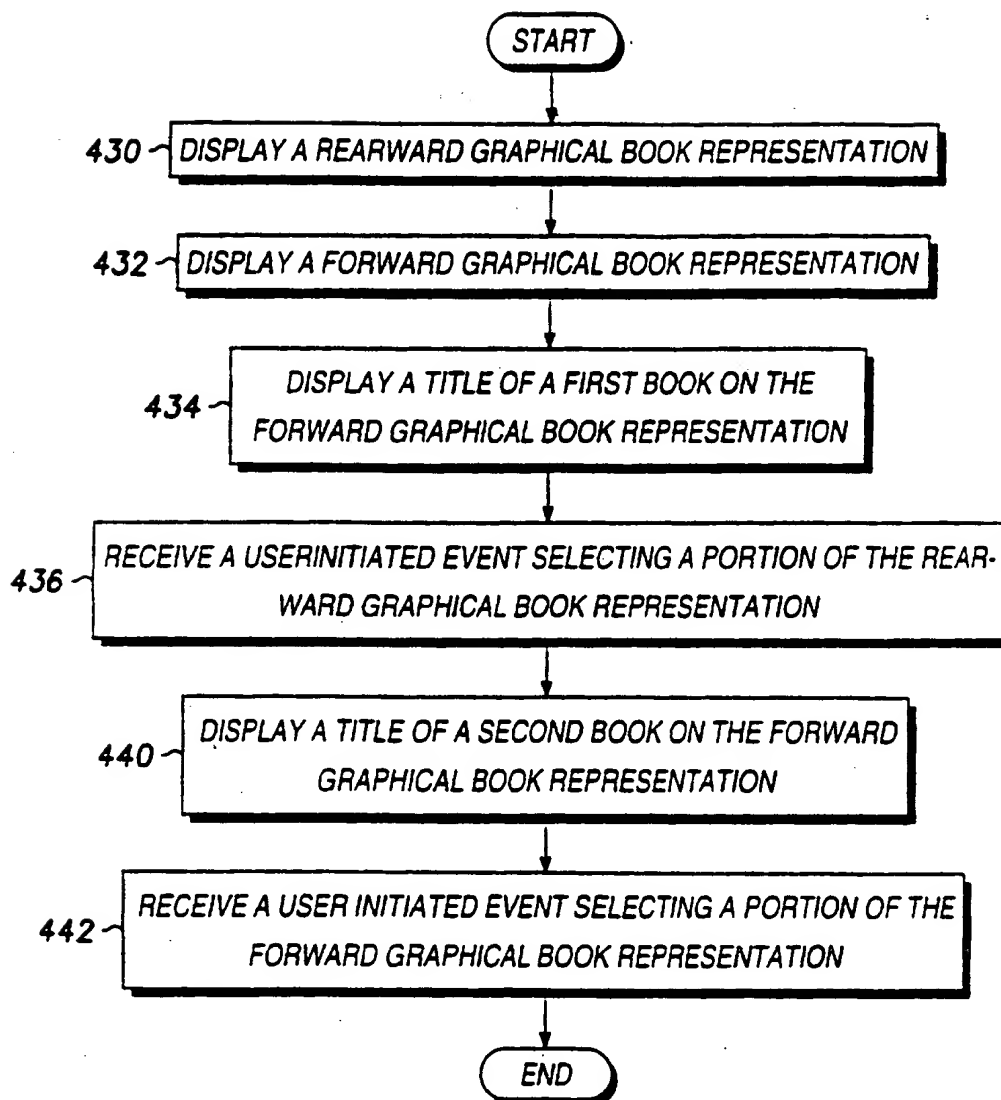 START
430
DISPLAY A REARWARD GRAPHICAL BOOK REPRESENTATION
432
DISPLAY A FORWARD GRAPHICAL BOOK REPRESENTATION
434
DISPLAY A TITLE OF A FIRST BOOK ON THE
FORWARD GRAPHICAL BOOK REPRESENTATION
436
RECEIVE A USERINITIATED EVENT SELECTING A PORTION OF THE REAR-
WARD GRAPHICAL BOOK REPRESENTATION
440
DISPLAY A TITLE OF A SECOND BOOK ON THE FORWARD
GRAPHICAL BOOK REPRESENTATION
442
RECEIVE A USER INITIATED EVENT SELECTING A PORTION OF THE
FORWARD GRAPHICAL BOOK REPRESENTATION
END